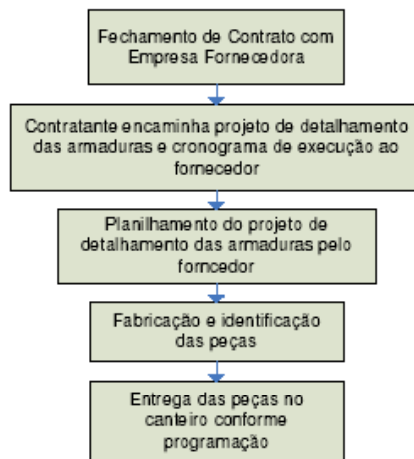 Fechamento de Contrato com
Empresa Fornecedora
Contratante encaminha projeto de detalhamento
das armaduras e cronograma de execução ao
fornecedor
Planilhamento do projeto de
detalhamento das armaduras pelo
forncedor
Fabricação e identificação
das peças
Entrega das peças no
canteiro conforme
programação